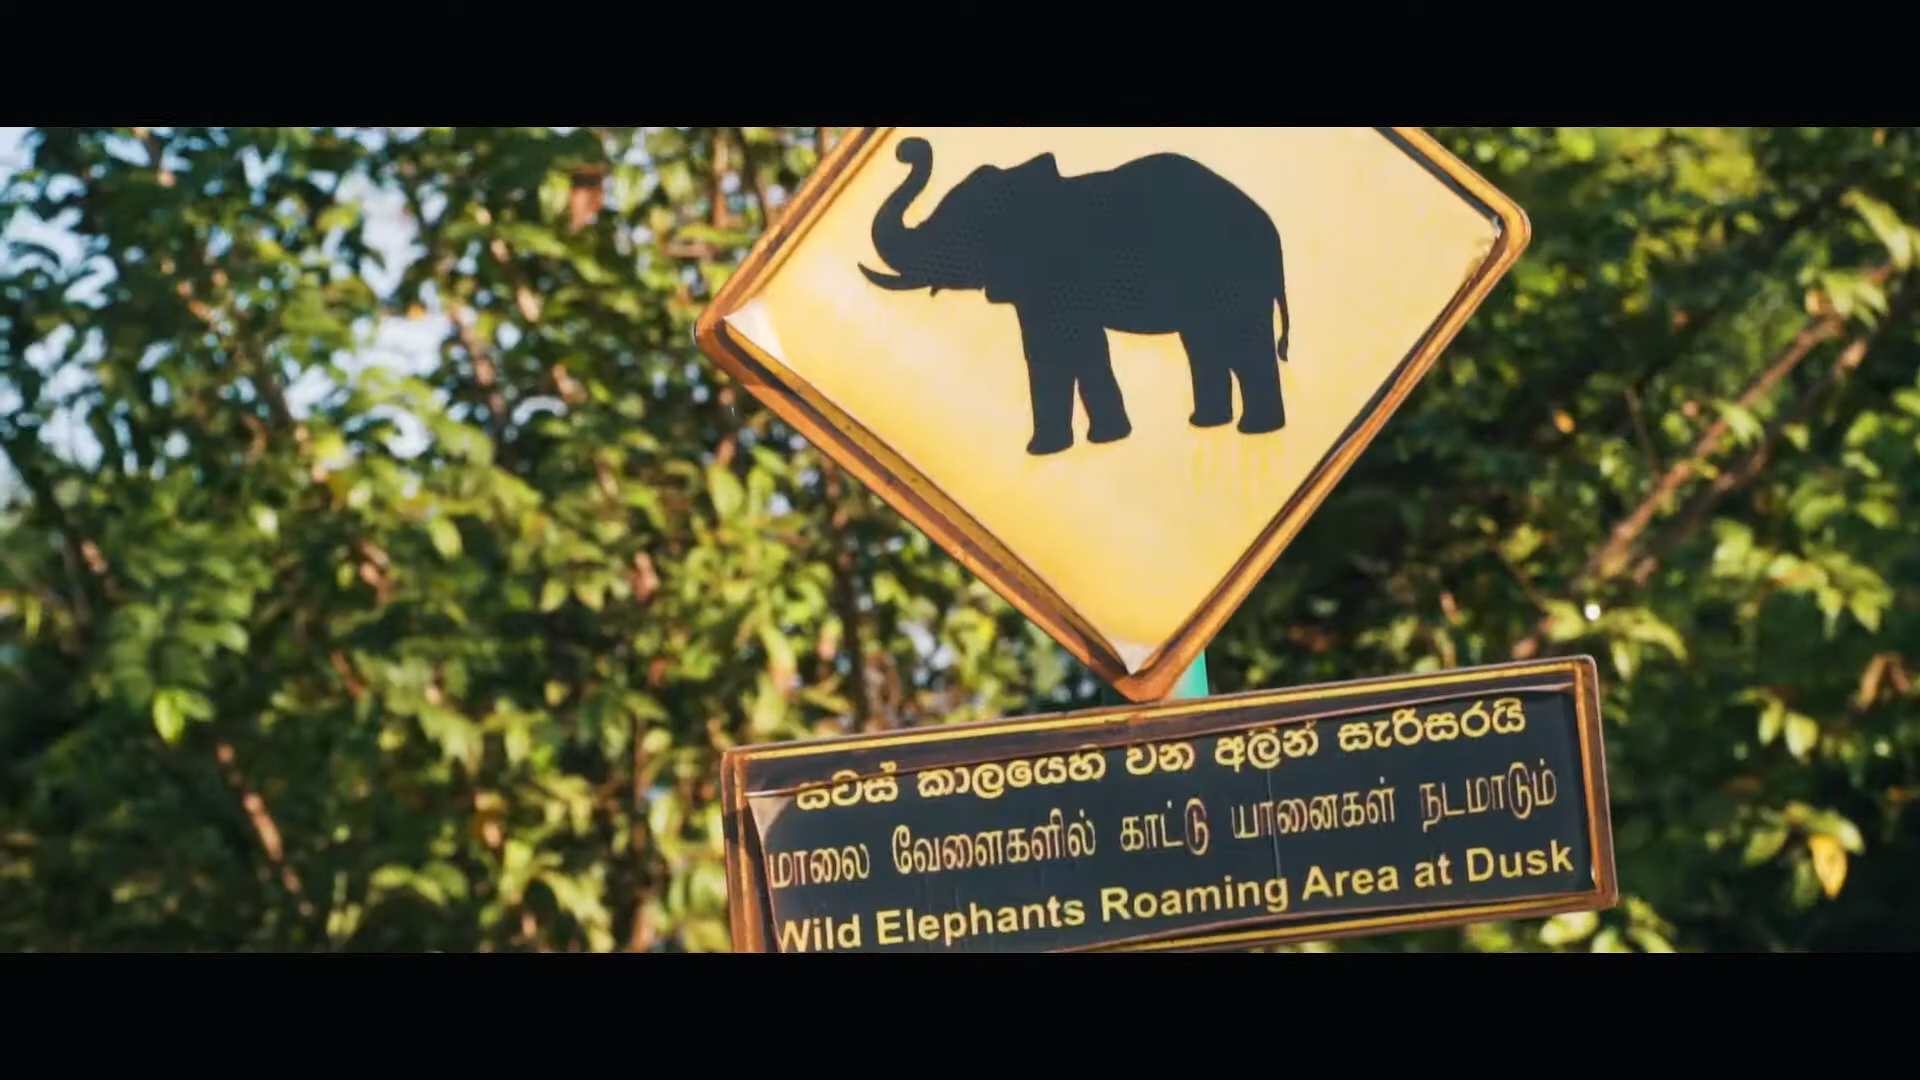 සවස් කාලයෙහි වන අලින් සැරිසරයි
மாலை வேளைகளில் காட்டு யானைகள் நடமாடும்
Wild Elephants Roaming Area at Dusk